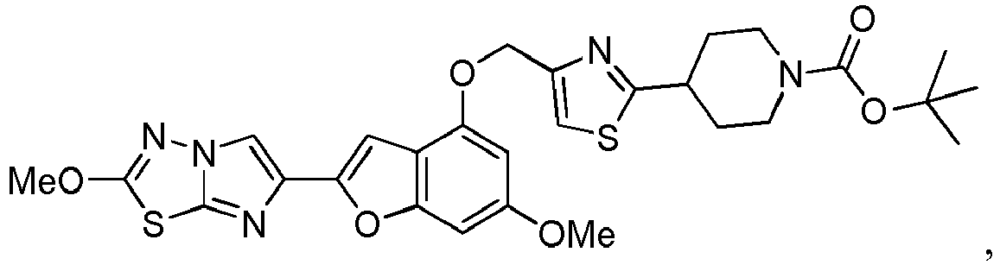 O
O N N
O S O
N N
MeO S N O OMe
,